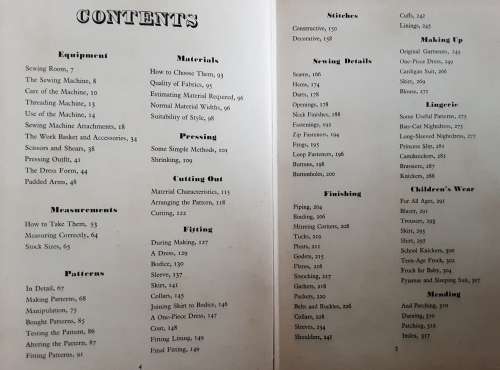 CONTENTS
Equipment
Sewing Room, 7
The Sewing Machine, 8
Care of the Machine, 10
Threading Machine, 13
Use of the Machine, 14
Sewing Machine Attachments, 18
The Work Basket and Accessories, 34
Scissors and Shears, 38
Pressing Outfit, 41
The Dress Form, 44
Padded Arms, 48
Measurements
How to Take Them, 53
Measuring Correctly, 64
Stock Sizes, 65
Patterns
In Detail, 67
Making Patterns, 68
Manipulation, 75
Bought Patterns, 85
Testing the Pattern, 86
Altering the Pattern, 87
Fitting Patterns, 91
Materials
How to Choose Them, 93
Quality of Fabrics, 95
Estimating Material Required, 96
Normal Material Widths, 96
Suitability of Style, 98
Pressing
Some Simple Methods, 101
Shrinking, 109
Cutting Out
Material Characteristics, 115
Arranging the Pattern, 118
Cutting, 122
Fitting
During Making, 127
A Dress, 129
Bodice, 130
Sleeve, 137
Skirt, 141
Collars, 145
Joining Skirt to Bodice, 146
A One-Piece Dress, 147
Coat, 148
Fitting Lining, 149
Final Fitting, 149
4
Stitches
Constructive, 150
Decorative, 158
Sewing Details
Seams, 166
Hems, 174
Darts, 178
Openings, 178
Neck Finishes, 188
Fastenings, 192
Zip Fasteners, 194
Frogs, 195
Loop Fasteners, 196
Buttons, 198
Buttonholes, 200
Finishing
Piping, 204
Binding, 206
Shirring
Tucks, 210
Pleats, 211
Godets, 215
Smocking, 217
Gathers, 218
Pockets, 220
Belts and Buckles, 226
Collars, 228
Sleeves, 234
Shoulders, 241
Cuffs, 242
Linings, 245
Making Up
Original Garments, 249
One-Piece Dress, 249
Cardigan Suit, 266
Skirt, 269
Blouse, 271
Lingerie
Some Useful Patterns, 273
Long-Sleeved Nightdress, 275
Princess Slip, 281
Camiknickers, 281
Brassiere, 287
Knickers, 288
Children's Wear
For All Ages, 291
Blazer, 291
Trousers, 293
Skirt, 295
Shirt, 297
School Knickers, 300
Teen-Age Frock, 302
Frock for Baby, 304
Pyjamas and Sleeping Suit, 307
Mending
And Patching, 310
Darning, 310
Patching, 312
Index, 317
5